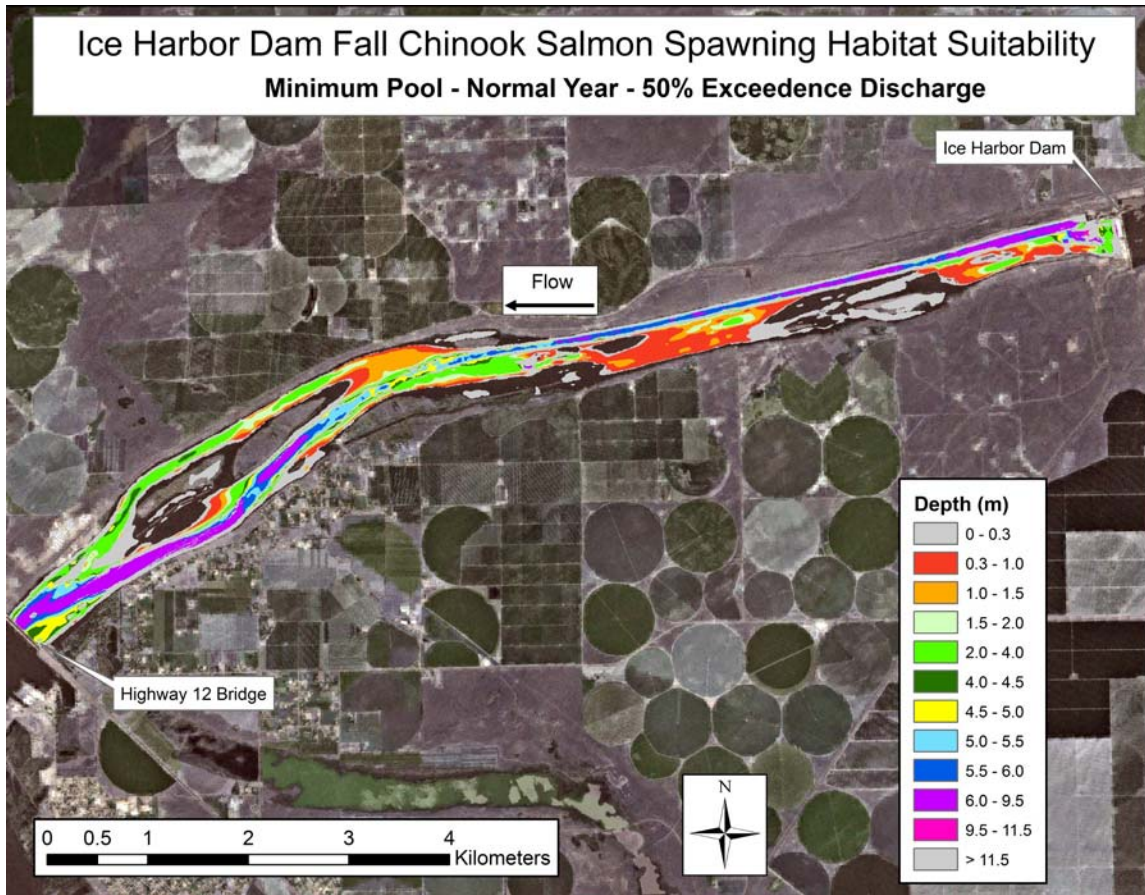 Ice Harbor Dam Fall Chinook Salmon Spawning Habitat Suitability
Minimum Pool - Normal Year - 50% Exceedence Discharge
Ice Harbor Dam
Flow
Highway 12 Bridge
Depth (m)
0 - 0.3
0.3 - 1.0
1.0 - 1.5
1.5 - 2.0
2.0 - 4.0
4.0 - 4.5
4.5 - 5.0
5.0 - 5.5
5.5 - 6.0
6.0 - 9.5
9.5 - 11.5
> 11.5
N
0 0.5 1 2 3 4
Kilometers